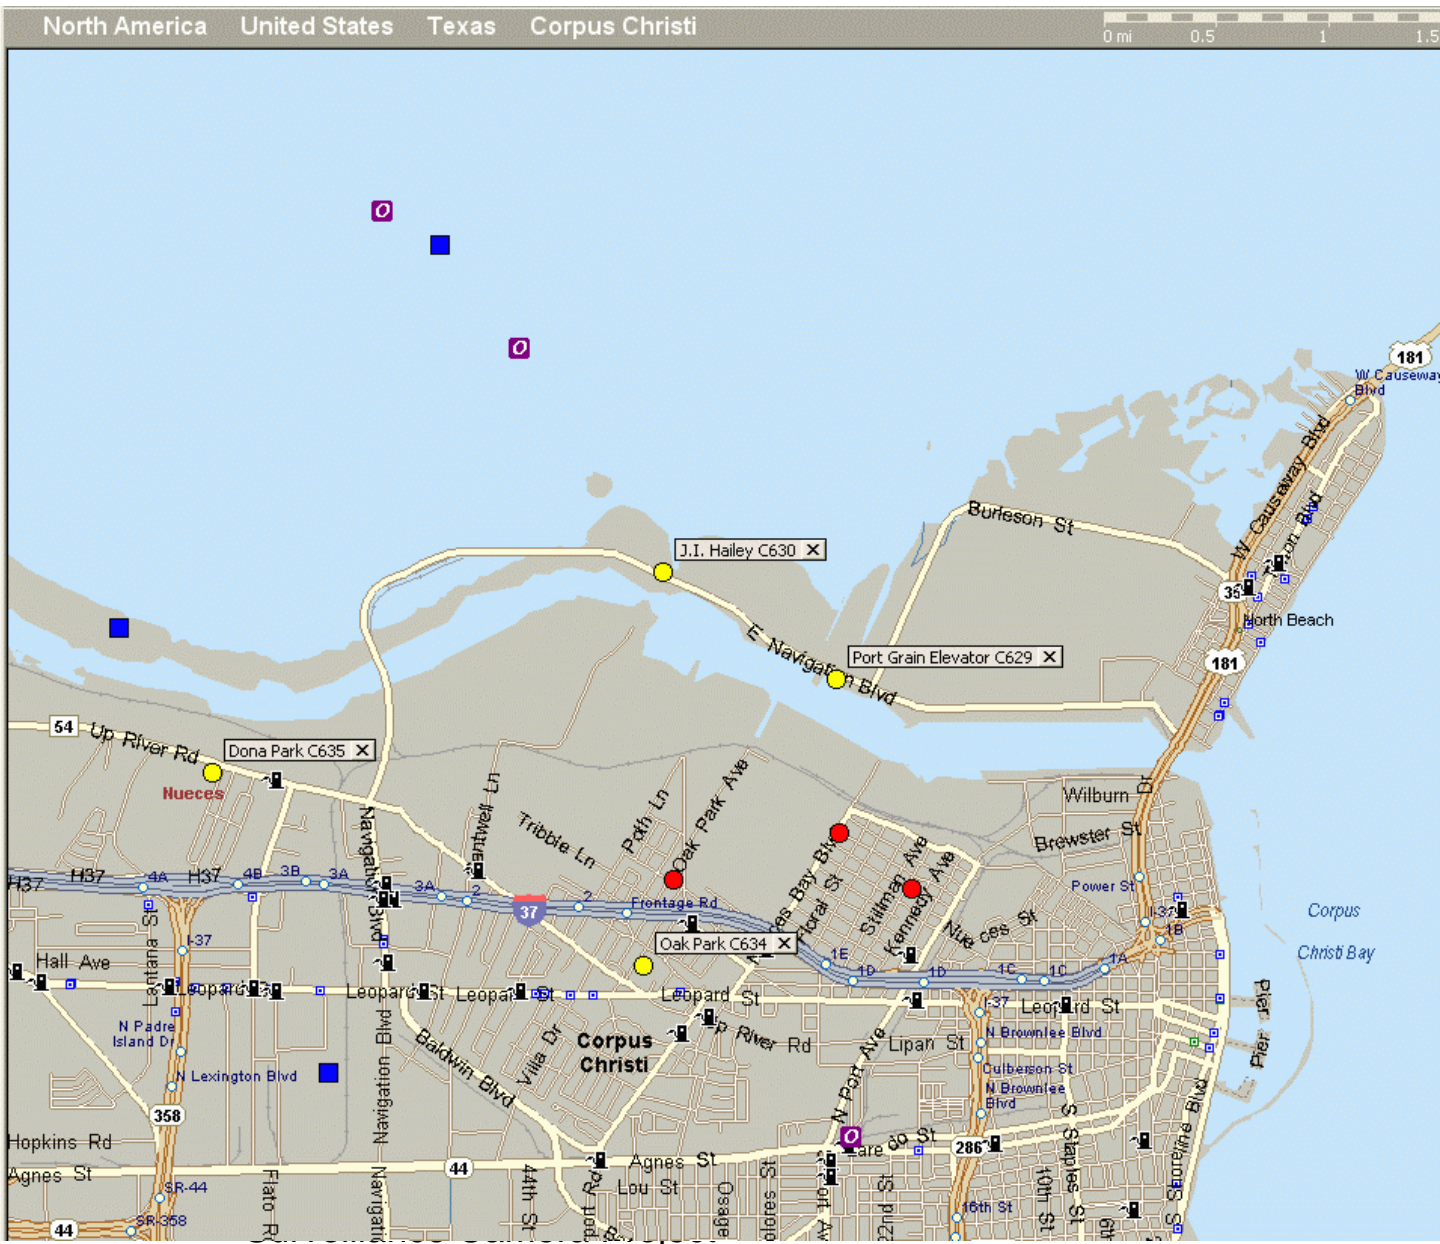 North America United States Texas Corpus Christi
0 mi 0.5 1 1.5
181
W Causeway
Blvd
W Causeway Blvd
Burleson St
J.I. Hailey C630
North Beach
E Navigation Blvd
Port Grain Elevator C629
181
54
Up River Rd
Dona Park C635
Nueces
Wilburn
Dr
Brewster St
Poth Ln
Oak Park Ave
Tribble Ln
Floral St
Stillman Ave
Kennedy Ave
Power St
H37
H37
H37
4A
4B
3B
3A
3A
2
2
37
Frontage Rd
Nueces St
Corpus
Christi Bay
I-37
1B
1A
Oak Park C634
1E
1D
1D
1C
1C
Hall Ave
Lantana St
I-37
Leopard St
Leopard St
Leopard St
Leopard St
I-37
Pier
Pier
N Padre
Island Dr
Navigation Blvd
Up River Rd
Corpus
Christi
Villa Dr
Baldwin Blvd
N Port Ave
Lipan St
N Brownlee Blvd
Culberson St
N Brownlee
Blvd
N Lexington Blvd
358
Hopkins Rd
Agnes St
44
Agnes St
Laredo St
286
Lou St
44th St
Osage
S Staples St
10th St
16th St
SR-44
SR-358
44